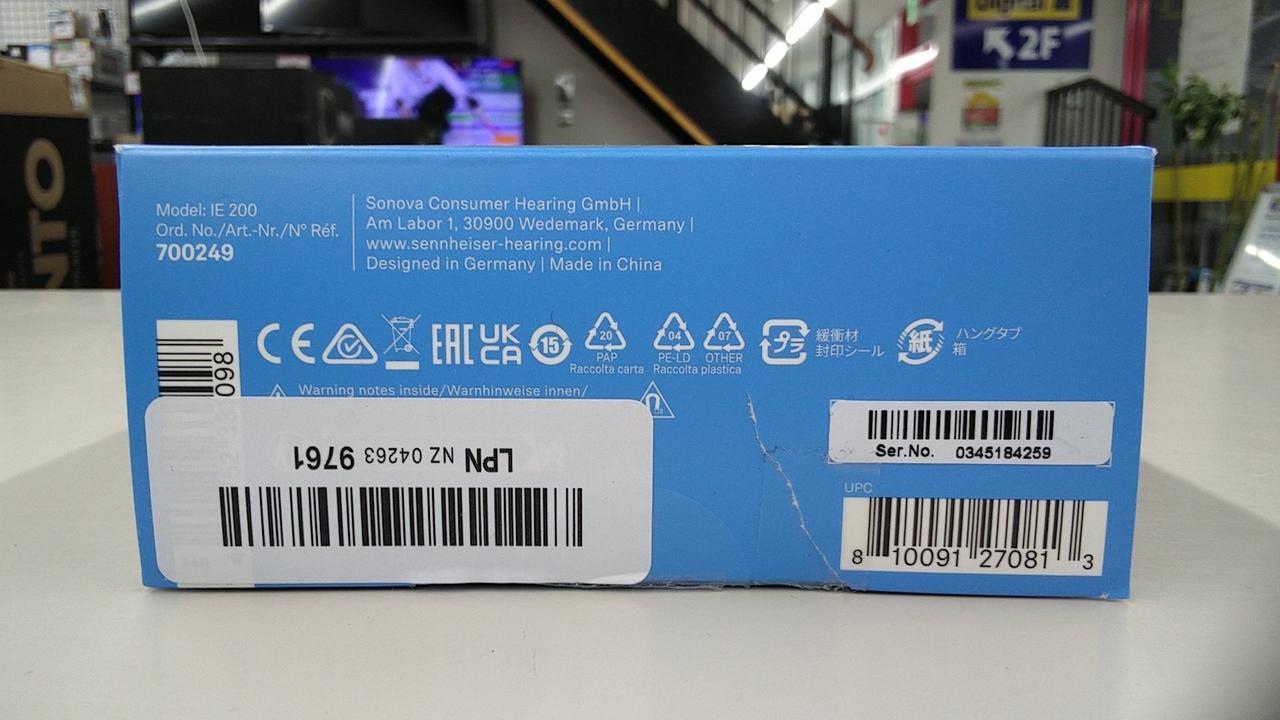 Digital
2F
NTO
Model: IE 200
Ord. No./Art.-Nr./N° Réf.
700249
Sonova Consumer Hearing GmbH |
Am Labor 1, 30900 Wedemark, Germany |
www.sennheiser-hearing.com |
Designed in Germany | Made in China
098
CE
EAC
UK
CA
15
20
PAP
Raccolta carta
04
PE-LD
07
OTHER
Raccolta plastica
プラ
緩衝材
封印シール
紙
ハングタブ
箱
Warning notes inside/Warnhinweise innen/
LPN NZ 04263 9761
Ser.No. 0345184259
UPC
8 10091 27081 3